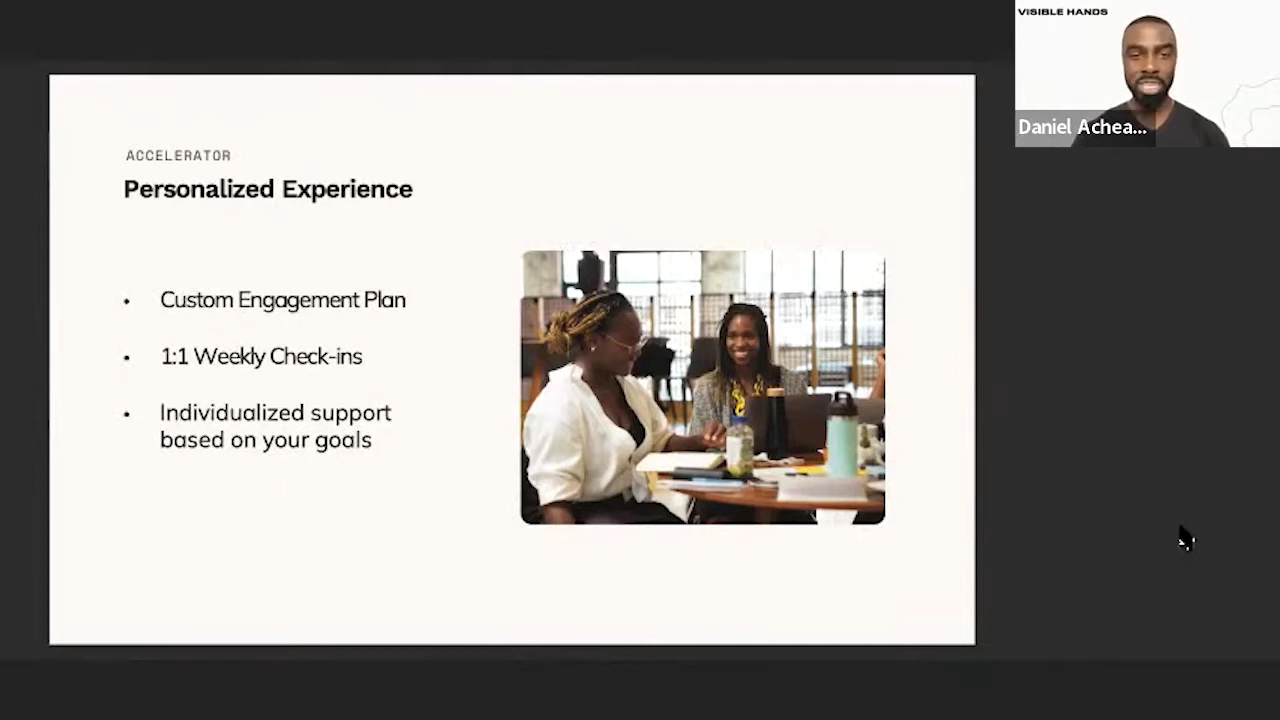 VISIBLE HANDS
Daniel Achea...
ACCELERATOR
Personalized Experience
• Custom Engagement Plan
• 1:1 Weekly Check-ins
• Individualized support
based on your goals